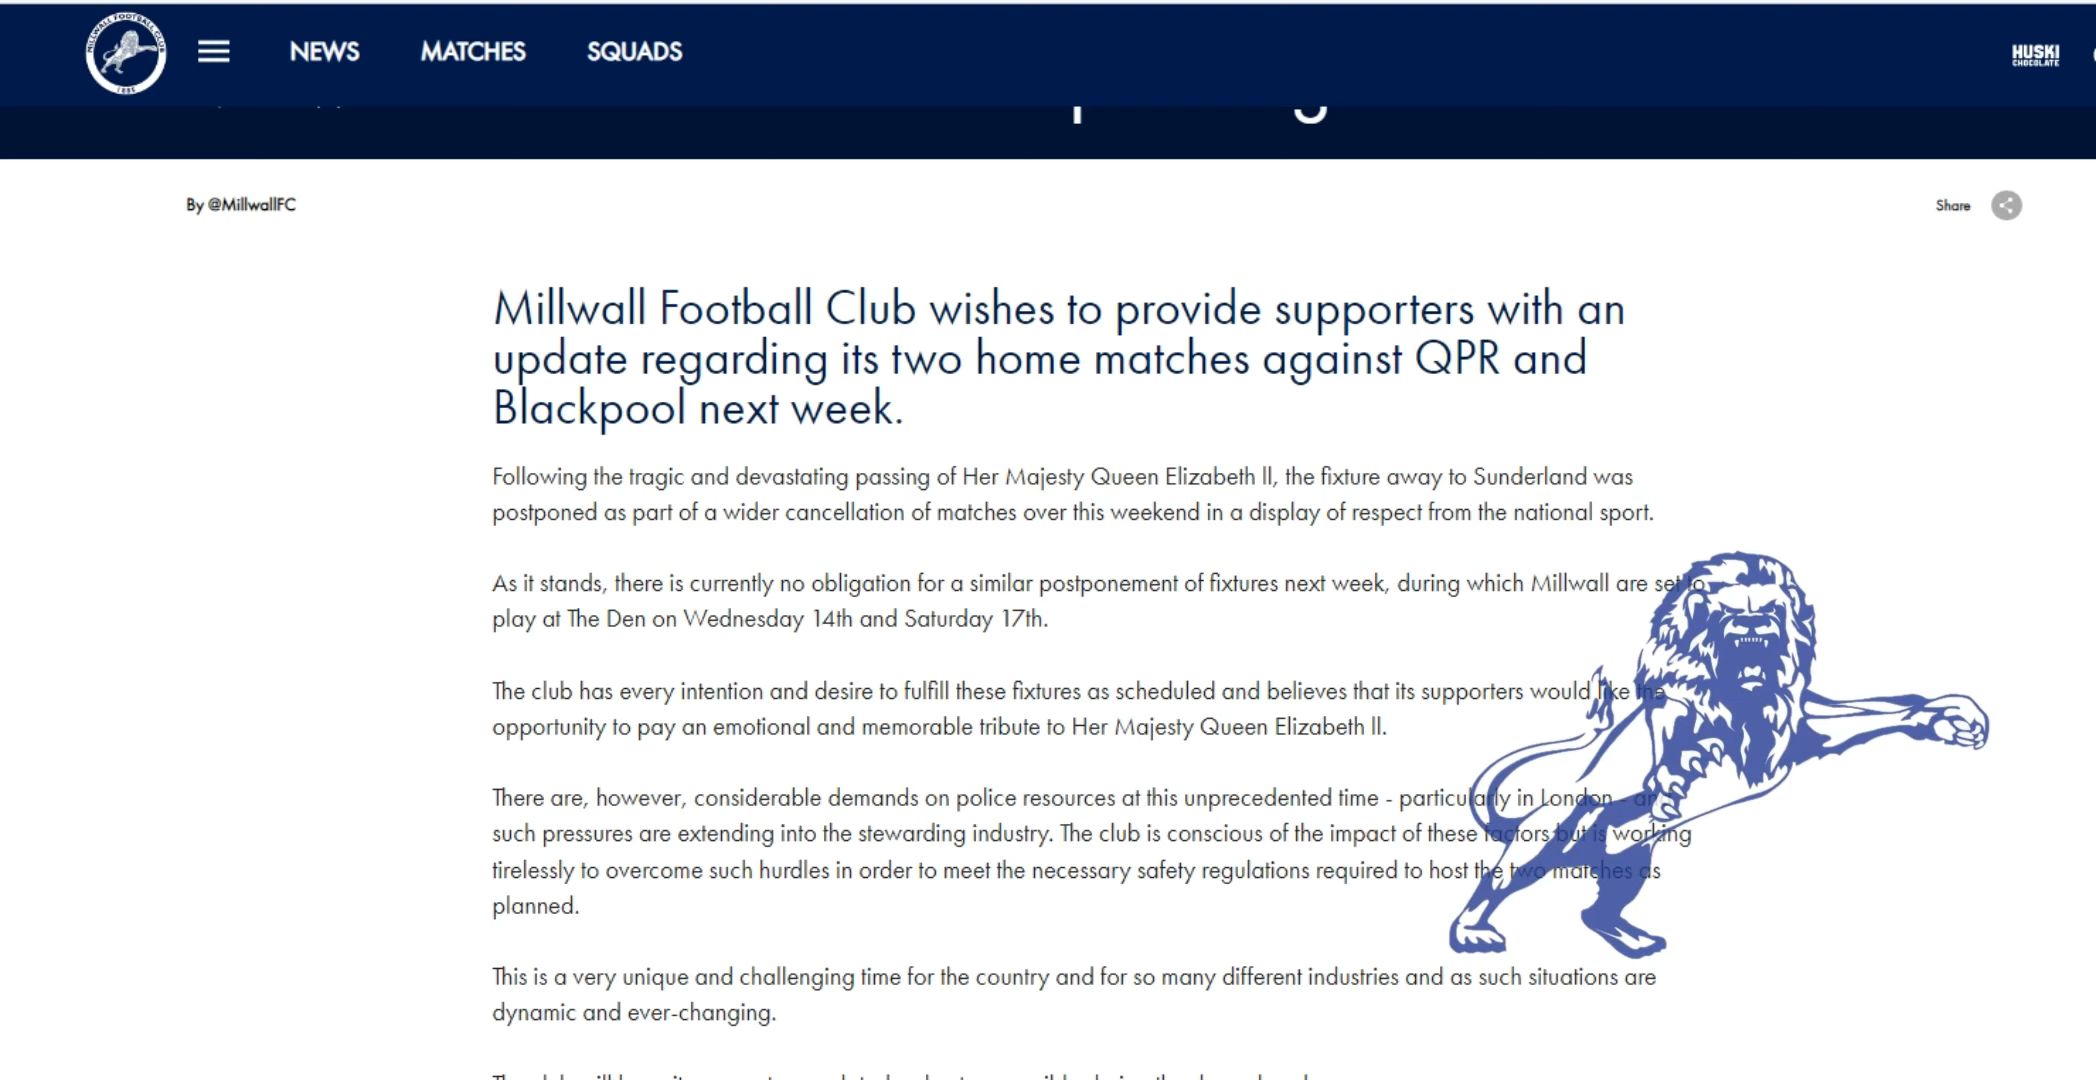 MILLWALL FOOTBALL CLUB
1885
NEWS MATCHES SQUADS
HUSKI
CHOCOLATE
By @MillwallFC
Share
Millwall Football Club wishes to provide supporters with an
update regarding its two home matches against QPR and
Blackpool next week.
Following the tragic and devastating passing of Her Majesty Queen Elizabeth ll, the fixture away to Sunderland was
postponed as part of a wider cancellation of matches over this weekend in a display of respect from the national sport.
As it stands, there is currently no obligation for a similar postponement of fixtures next week, during which Millwall are set to
play at The Den on Wednesday 14th and Saturday 17th.
The club has every intention and desire to fulfill these fixtures as scheduled and believes that its supporters would like the
opportunity to pay an emotional and memorable tribute to Her Majesty Queen Elizabeth ll.
There are, however, considerable demands on police resources at this unprecedented time - particularly in London - and
such pressures are extending into the stewarding industry. The club is conscious of the impact of these factors but is working
tirelessly to overcome such hurdles in order to meet the necessary safety regulations required to host the two matches as
planned.
This is a very unique and challenging time for the country and for so many different industries and as such situations are
dynamic and ever-changing.